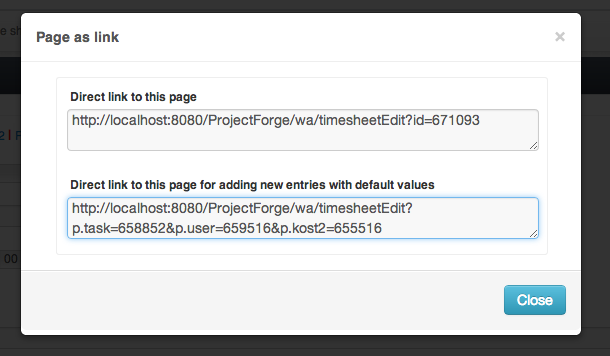 Page as link
×
Direct link to this page
http://localhost:8080/ProjectForge/wa/timesheetEdit?id=671093
Direct link to this page for adding new entries with default values
http://localhost:8080/ProjectForge/wa/timesheetEdit?
p.task=658852&p.user=659516&p.kost2=655516
00
Close